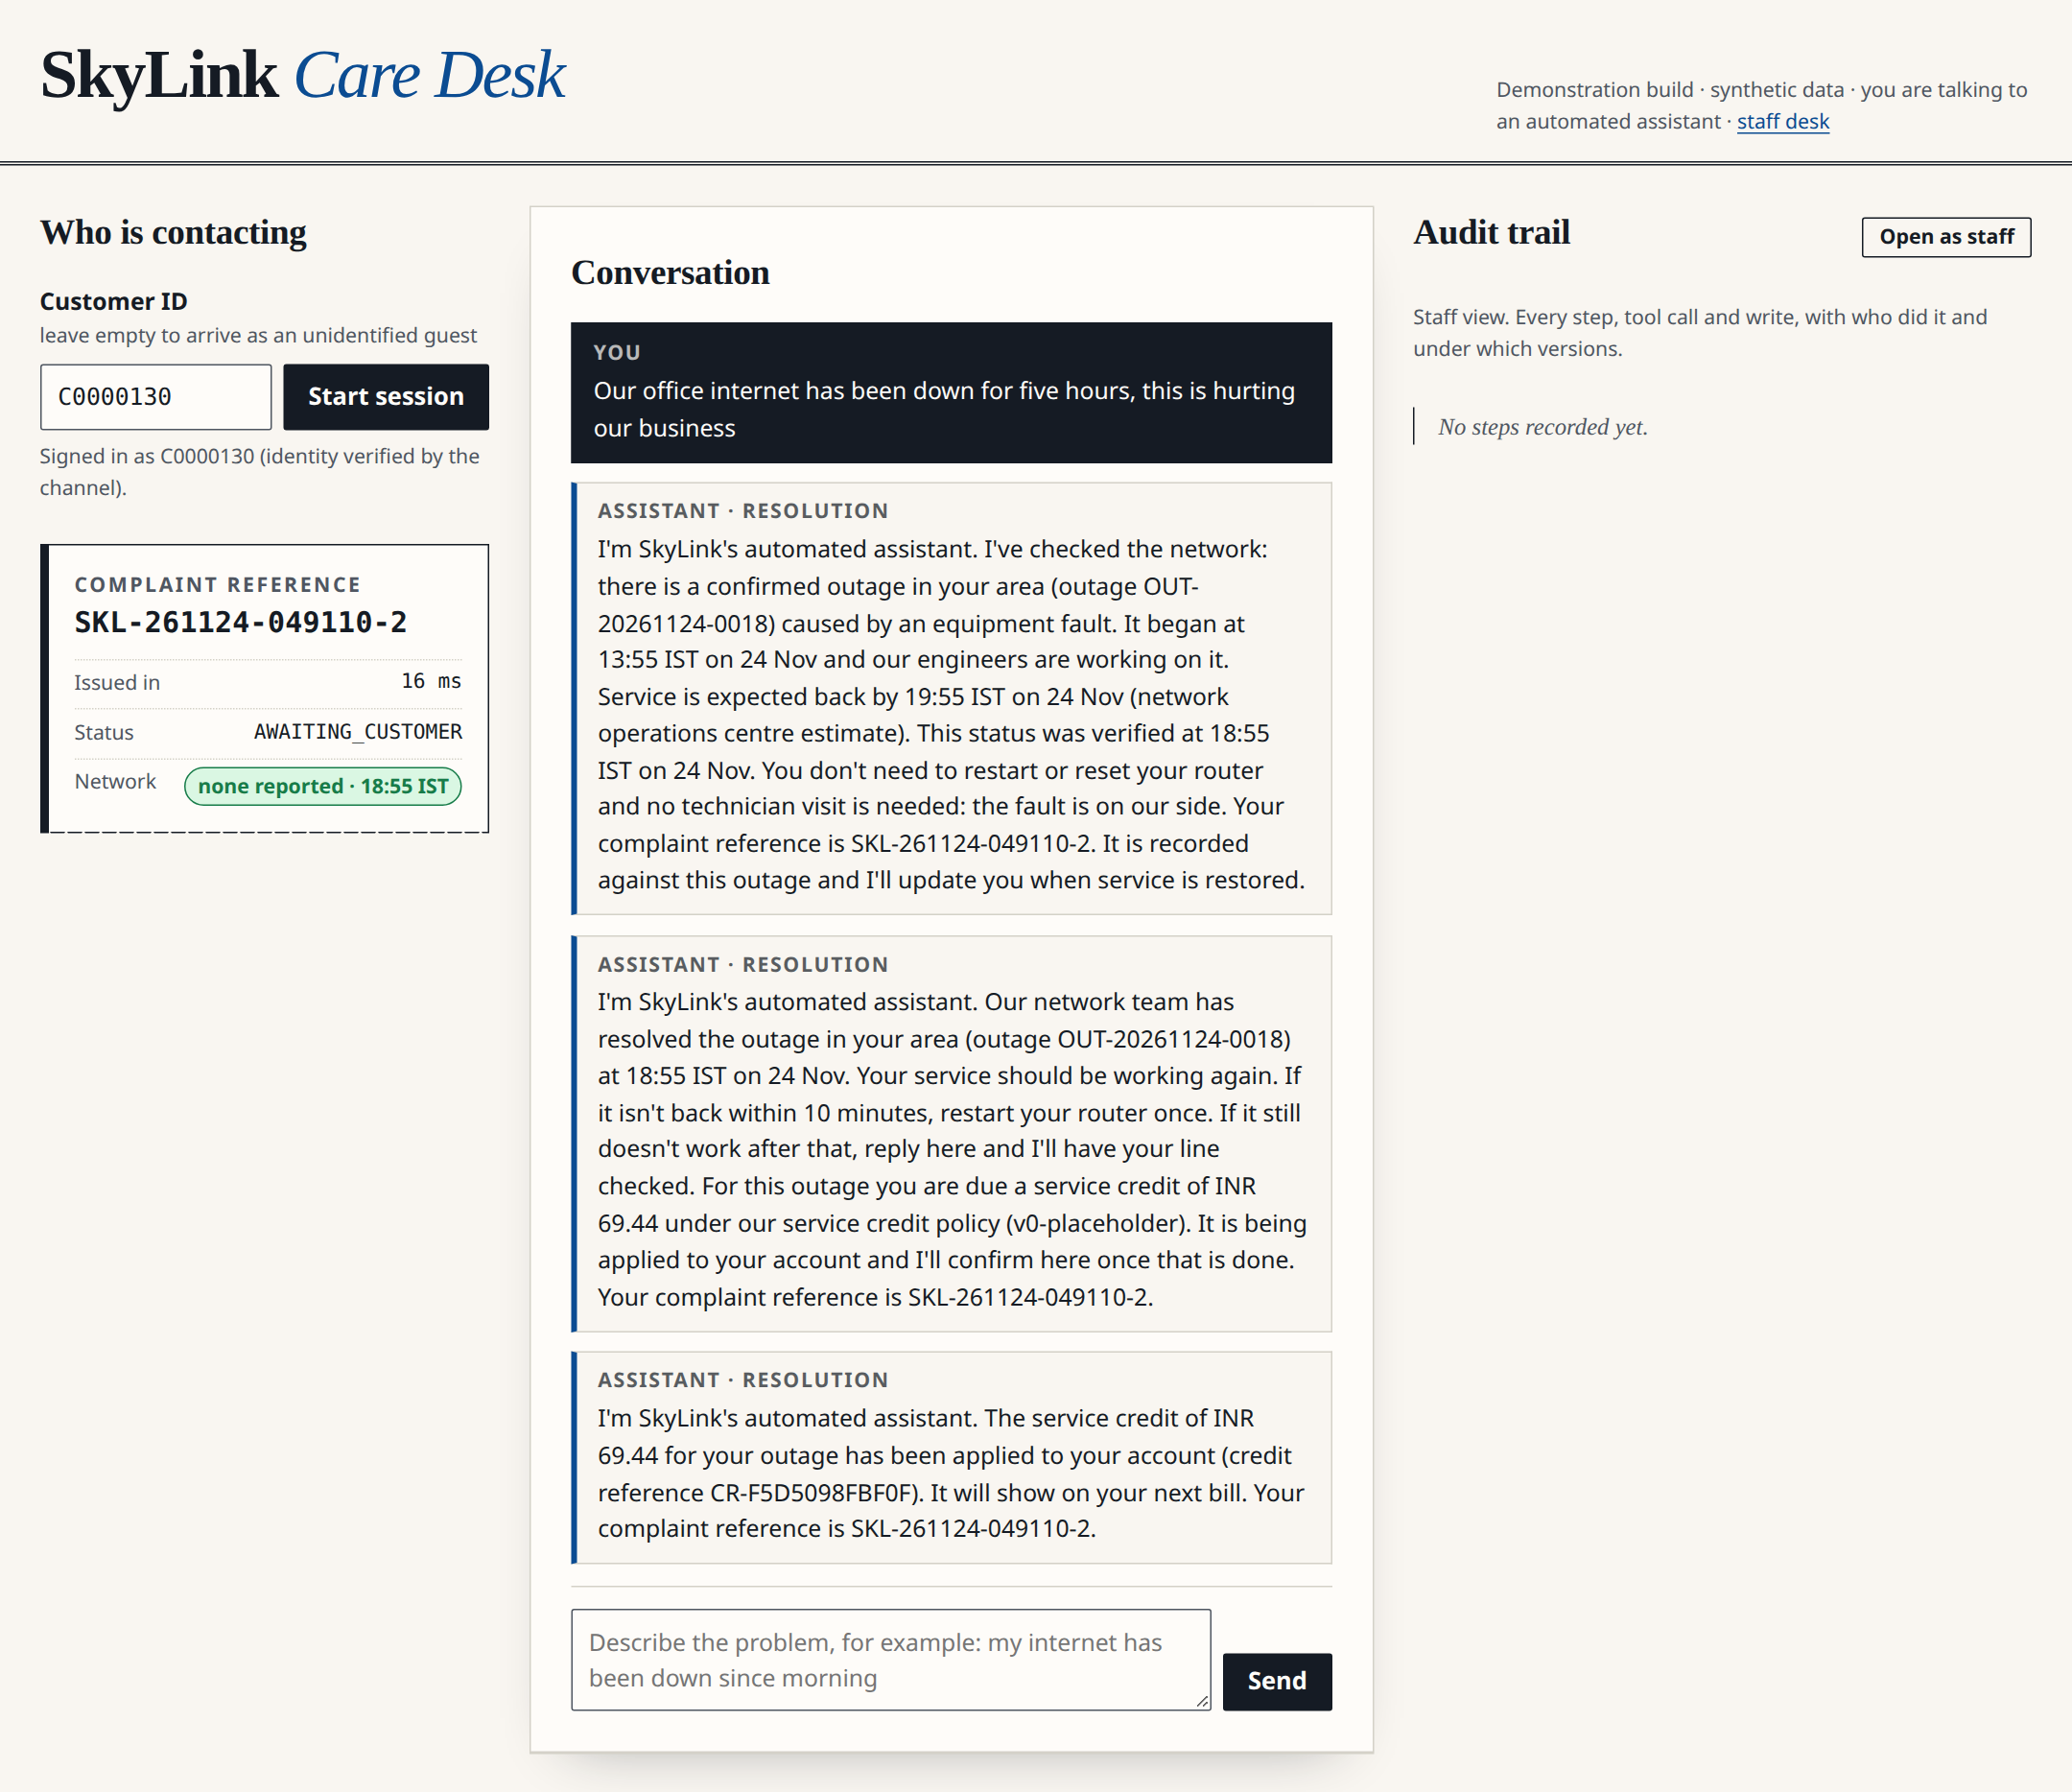 SkyLink Care Desk
Demonstration build · synthetic data · you are talking to
an automated assistant · staff desk
Who is contacting
Customer ID
leave empty to arrive as an unidentified guest
C0000130
Start session
Signed in as C0000130 (identity verified by the
channel).
COMPLAINT REFERENCE
SKL-261124-049110-2
Issued in 16 ms
Status AWAITING_CUSTOMER
Network none reported · 18:55 IST
Conversation
YOU
Our office internet has been down for five hours, this is hurting
our business
ASSISTANT · RESOLUTION
I'm SkyLink's automated assistant. I've checked the network:
there is a confirmed outage in your area (outage OUT-
20261124-0018) caused by an equipment fault. It began at
13:55 IST on 24 Nov and our engineers are working on it.
Service is expected back by 19:55 IST on 24 Nov (network
operations centre estimate). This status was verified at 18:55
IST on 24 Nov. You don't need to restart or reset your router
and no technician visit is needed: the fault is on our side. Your
complaint reference is SKL-261124-049110-2. It is recorded
against this outage and I'll update you when service is restored.
ASSISTANT · RESOLUTION
I'm SkyLink's automated assistant. Our network team has
resolved the outage in your area (outage OUT-20261124-0018)
at 18:55 IST on 24 Nov. Your service should be working again. If
it isn't back within 10 minutes, restart your router once. If it still
doesn't work after that, reply here and I'll have your line
checked. For this outage you are due a service credit of INR
69.44 under our service credit policy (v0-placeholder). It is being
applied to your account and I'll confirm here once that is done.
Your complaint reference is SKL-261124-049110-2.
ASSISTANT · RESOLUTION
I'm SkyLink's automated assistant. The service credit of INR
69.44 for your outage has been applied to your account (credit
reference CR-F5D5098FBF0F). It will show on your next bill. Your
complaint reference is SKL-261124-049110-2.
Describe the problem, for example: my internet has
been down since morning
Send
Audit trail
Open as staff
Staff view. Every step, tool call and write, with who did it and
under which versions.
No steps recorded yet.